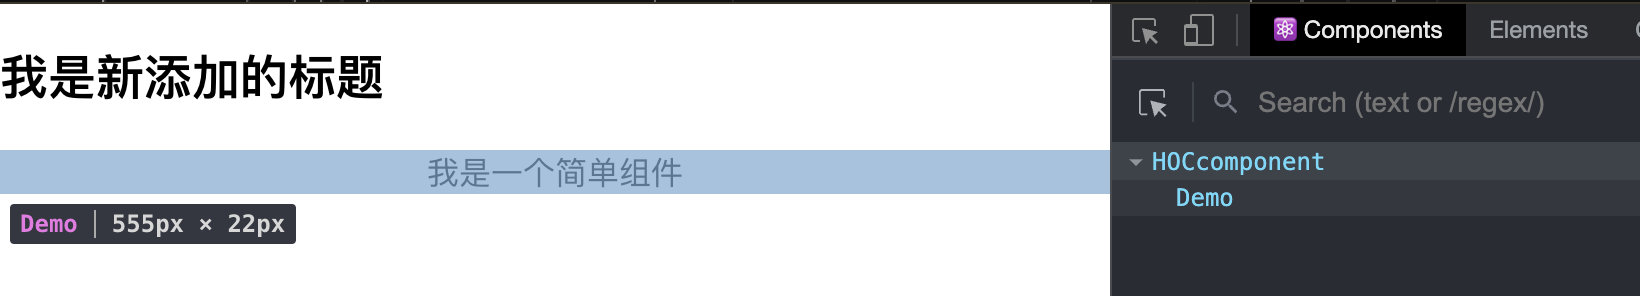 我是新添加的标题
我是一个简单组件
Demo | 555px × 22px
Components Elements
Search (text or /regex/)
HOCcomponent
Demo